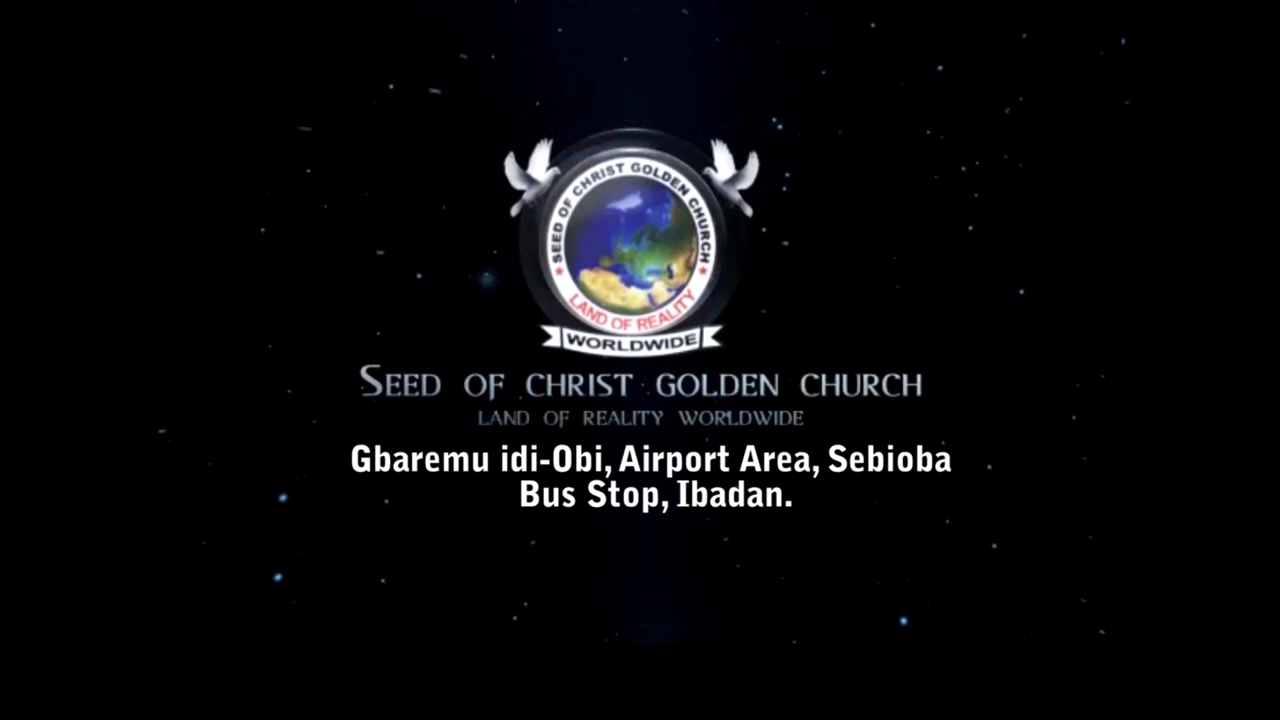 SEED OF CHRIST GOLDEN CHURCH
LAND OF REALITY
WORLDWIDE
SEED OF CHRIST GOLDEN CHURCH
LAND OF REALITY WORLDWIDE
Gbaremu idi-Obi, Airport Area, Sebioba
Bus Stop, Ibadan.